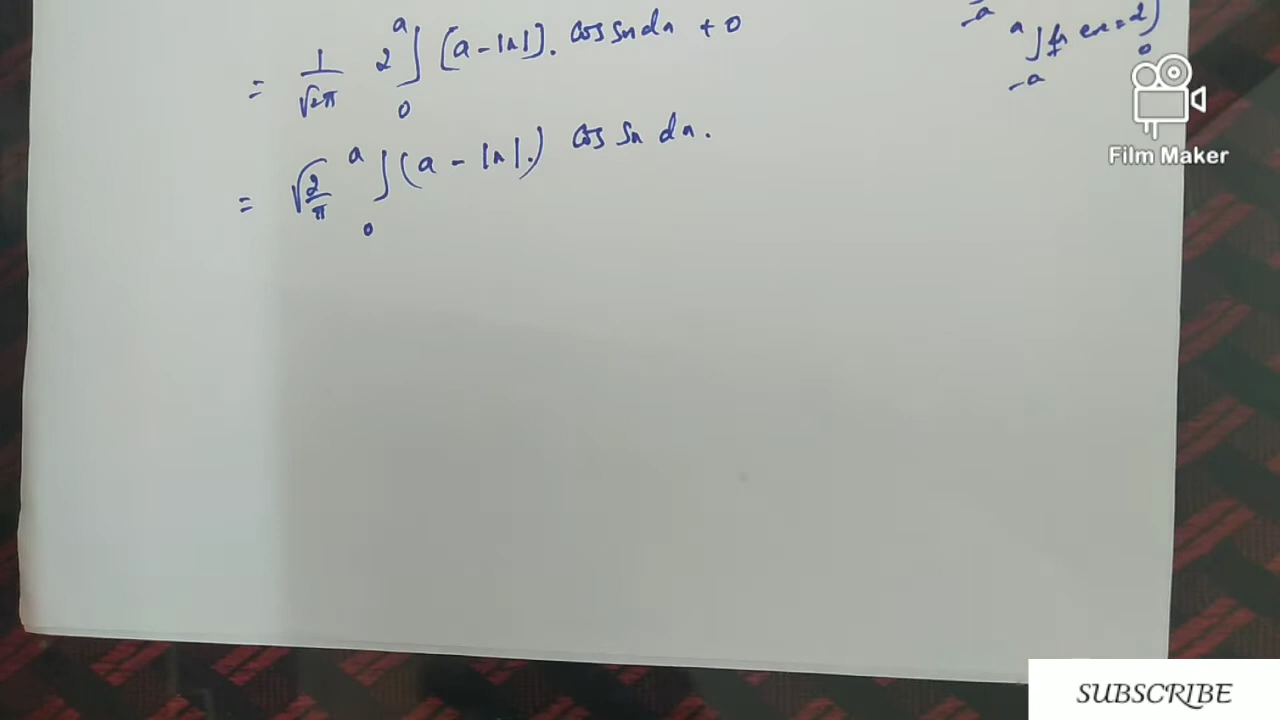 = 1/√2π 2 ∫₀ᵃ [a - |x|]. cos sx dx + 0
-a
= √2/π ∫₀ᵃ (a - |x|.) cos sx dx.
Film Maker
SUBSCRIBE